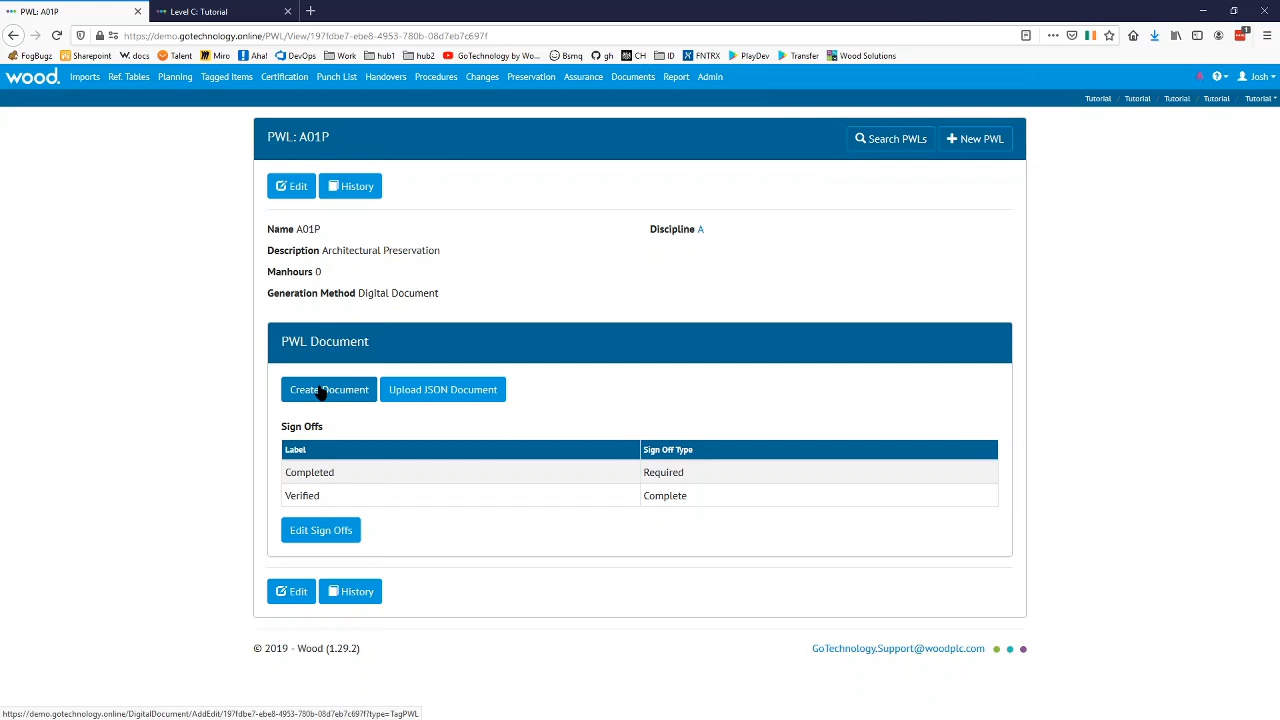 PWL: A01P
Level C: Tutorial
https://demo.gotechnology.online/PWL/View/197fdbe7-ebe8-4953-780b-08d7eb7c697f
FogBugz Sharepoint docs Talent Miro Aha! DevOps Work hub1 hub2 GoTechnology by Wo... Bsmq gh CH ID FNTRX PlayDev Transfer Wood Solutions
wood. Imports Ref. Tables Planning Tagged Items Certification Punch List Handovers Procedures Changes Preservation Assurance Documents Report Admin Josh
Tutorial / Tutorial / Tutorial / Tutorial / Tutorial
PWL: A01P
Search PWLs New PWL
Edit History
Name A01P Discipline A
Description Architectural Preservation
Manhours 0
Generation Method Digital Document
PWL Document
Create Document Upload JSON Document
Sign Offs
Label Sign Off Type
Completed Required
Verified Complete
Edit Sign Offs
Edit History
© 2019 - Wood (1.29.2) GoTechnology.Support@woodplc.com
https://demo.gotechnology.online/DigitalDocument/AddEdit/197fdbe7-ebe8-4953-780b-08d7eb7c697f?type=TagPWL